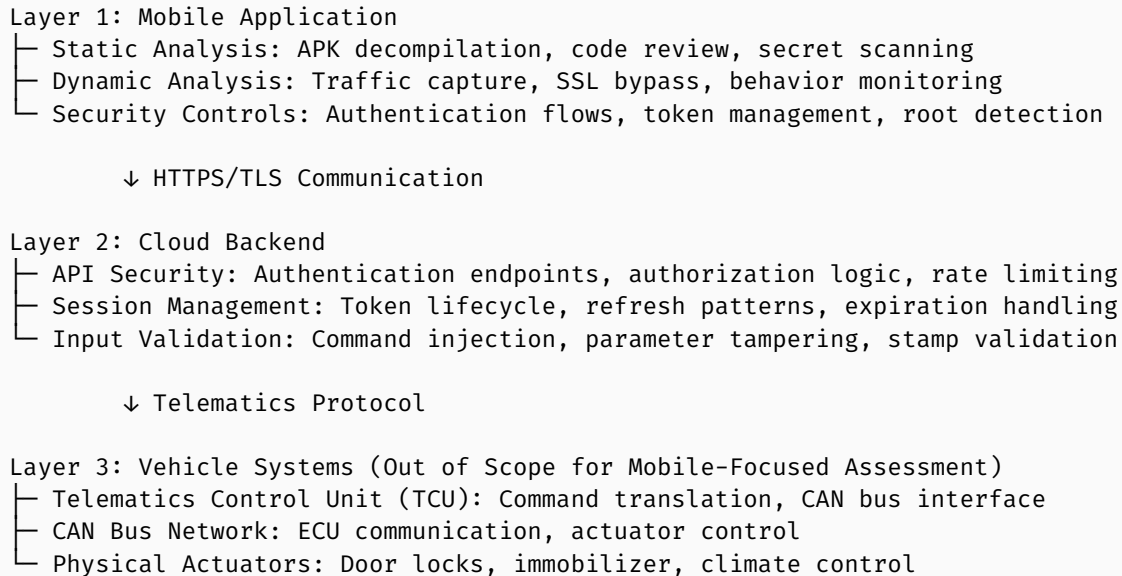 Layer 1: Mobile Application
├─ Static Analysis: APK decompilation, code review, secret scanning
├─ Dynamic Analysis: Traffic capture, SSL bypass, behavior monitoring
└─ Security Controls: Authentication flows, token management, root detection
↓ HTTPS/TLS Communication
Layer 2: Cloud Backend
├─ API Security: Authentication endpoints, authorization logic, rate limiting
├─ Session Management: Token lifecycle, refresh patterns, expiration handling
└─ Input Validation: Command injection, parameter tampering, stamp validation
↓ Telematics Protocol
Layer 3: Vehicle Systems (Out of Scope for Mobile-Focused Assessment)
├─ Telematics Control Unit (TCU): Command translation, CAN bus interface
├─ CAN Bus Network: ECU communication, actuator control
└─ Physical Actuators: Door locks, immobilizer, climate control